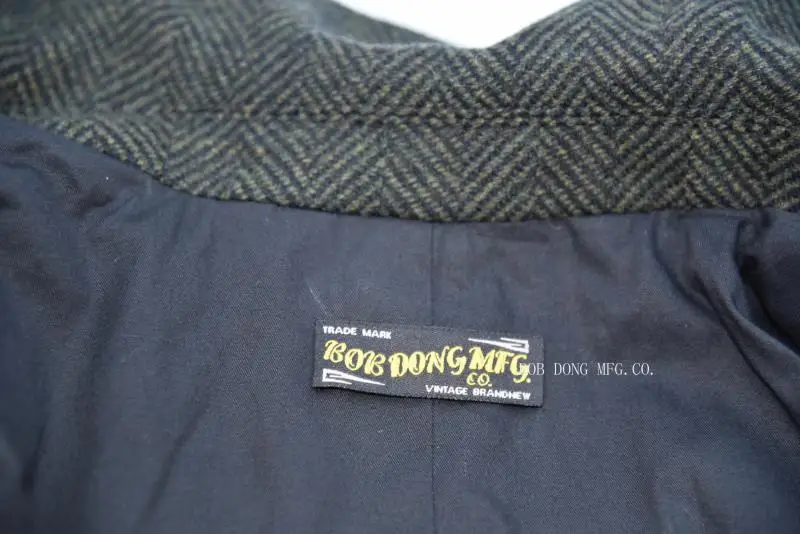 TRADE MARK
BOB DONG MFG.
CO.
VINTAGE BRANDNEW
BOB DONG MFG.CO.